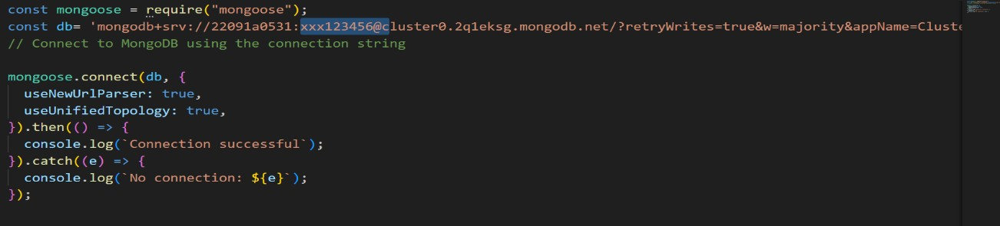 const mongoose = require("mongoose");
const db= 'mongodb+srv://22091a0531:xxx123456@cluster0.2q1eksg.mongodb.net/?retryWrites=true&w=majority&appName=Cluste
// Connect to MongoDB using the connection string
mongoose.connect(db, {
useNewUrlParser: true,
useUnifiedTopology: true,
}).then(() => {
console.log(`Connection successful`);
}).catch((e) => {
console.log(`No connection: ${e}`);
});